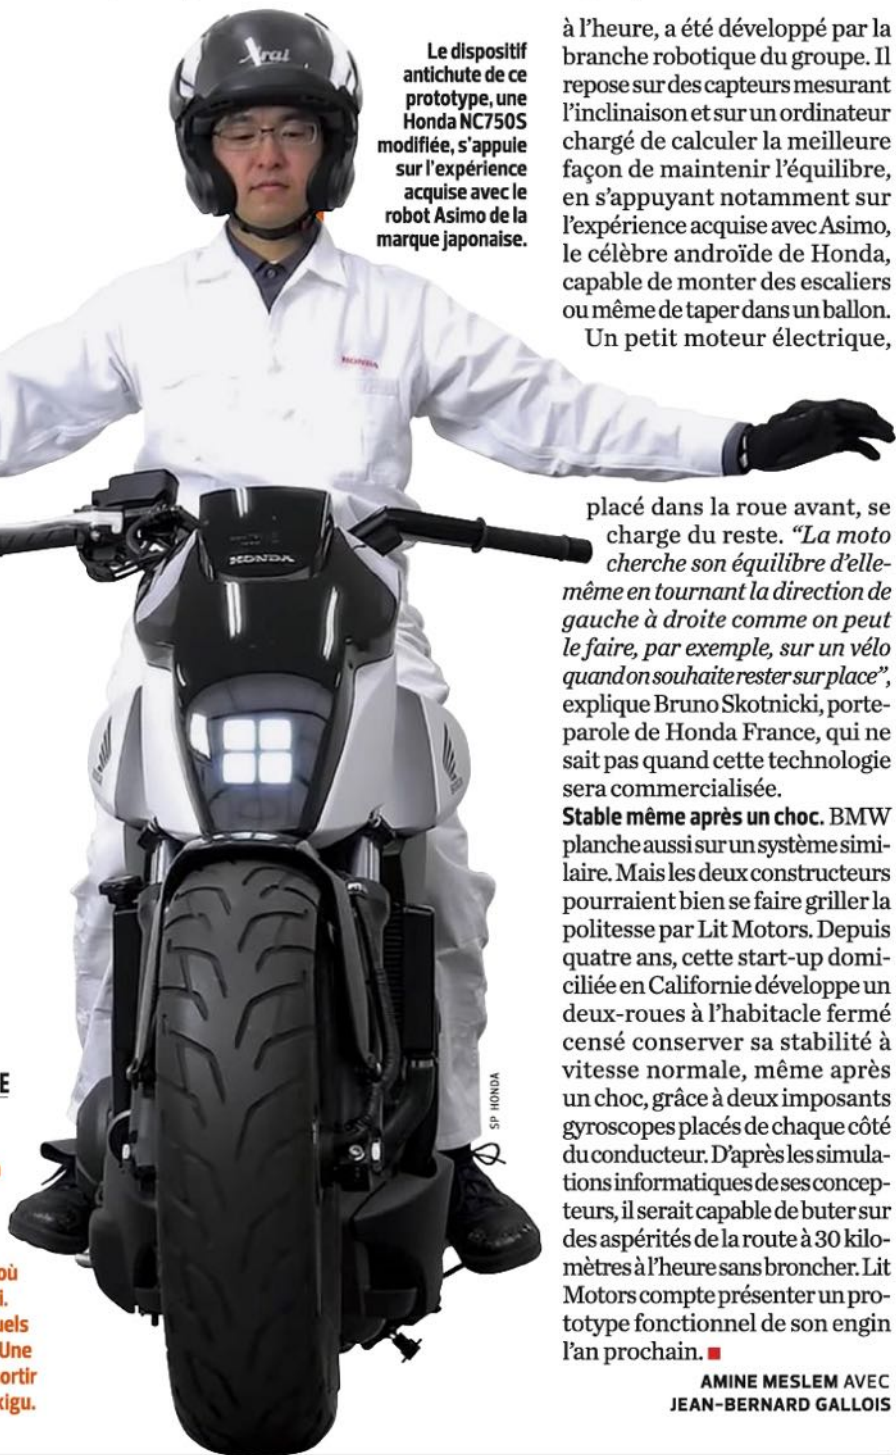 Arai
Le dispositif
antichute de ce
prototype, une
Honda NC750S
modifiée, s'appuie
sur l'expérience
acquise avec le
robot Asimo de la
marque japonaise.
HONDA
HONDA
SP HONDA
E
où
i.
uels
Une
ortir
xigu.
à l'heure, a été développé par la
branche robotique du groupe. Il
repose sur des capteurs mesurant
l'inclinaison et sur un ordinateur
chargé de calculer la meilleure
façon de maintenir l'équilibre,
en s'appuyant notamment sur
l'expérience acquise avec Asimo,
le célèbre androïde de Honda,
capable de monter des escaliers
ou même de taper dans un ballon.
Un petit moteur électrique,
placé dans la roue avant, se
charge du reste. “La moto
cherche son équilibre d'elle-
même en tournant la direction de
gauche à droite comme on peut
le faire, par exemple, sur un vélo
quand on souhaite rester sur place”,
explique Bruno Skotnicki, porte-
parole de Honda France, qui ne
sait pas quand cette technologie
sera commercialisée.
Stable même après un choc. BMW
planche aussi sur un système simi-
laire. Mais les deux constructeurs
pourraient bien se faire griller la
politesse par Lit Motors. Depuis
quatre ans, cette start-up domi-
ciliée en Californie développe un
deux-roues à l'habitacle fermé
censé conserver sa stabilité à
vitesse normale, même après
un choc, grâce à deux imposants
gyroscopes placés de chaque côté
du conducteur. D'après les simula-
tions informatiques de ses concep-
teurs, il serait capable de buter sur
des aspérités de la route à 30 kilo-
mètres à l'heure sans broncher. Lit
Motors compte présenter un pro-
totype fonctionnel de son engin
l'an prochain. ■
AMINE MESLEM AVEC
JEAN-BERNARD GALLOIS